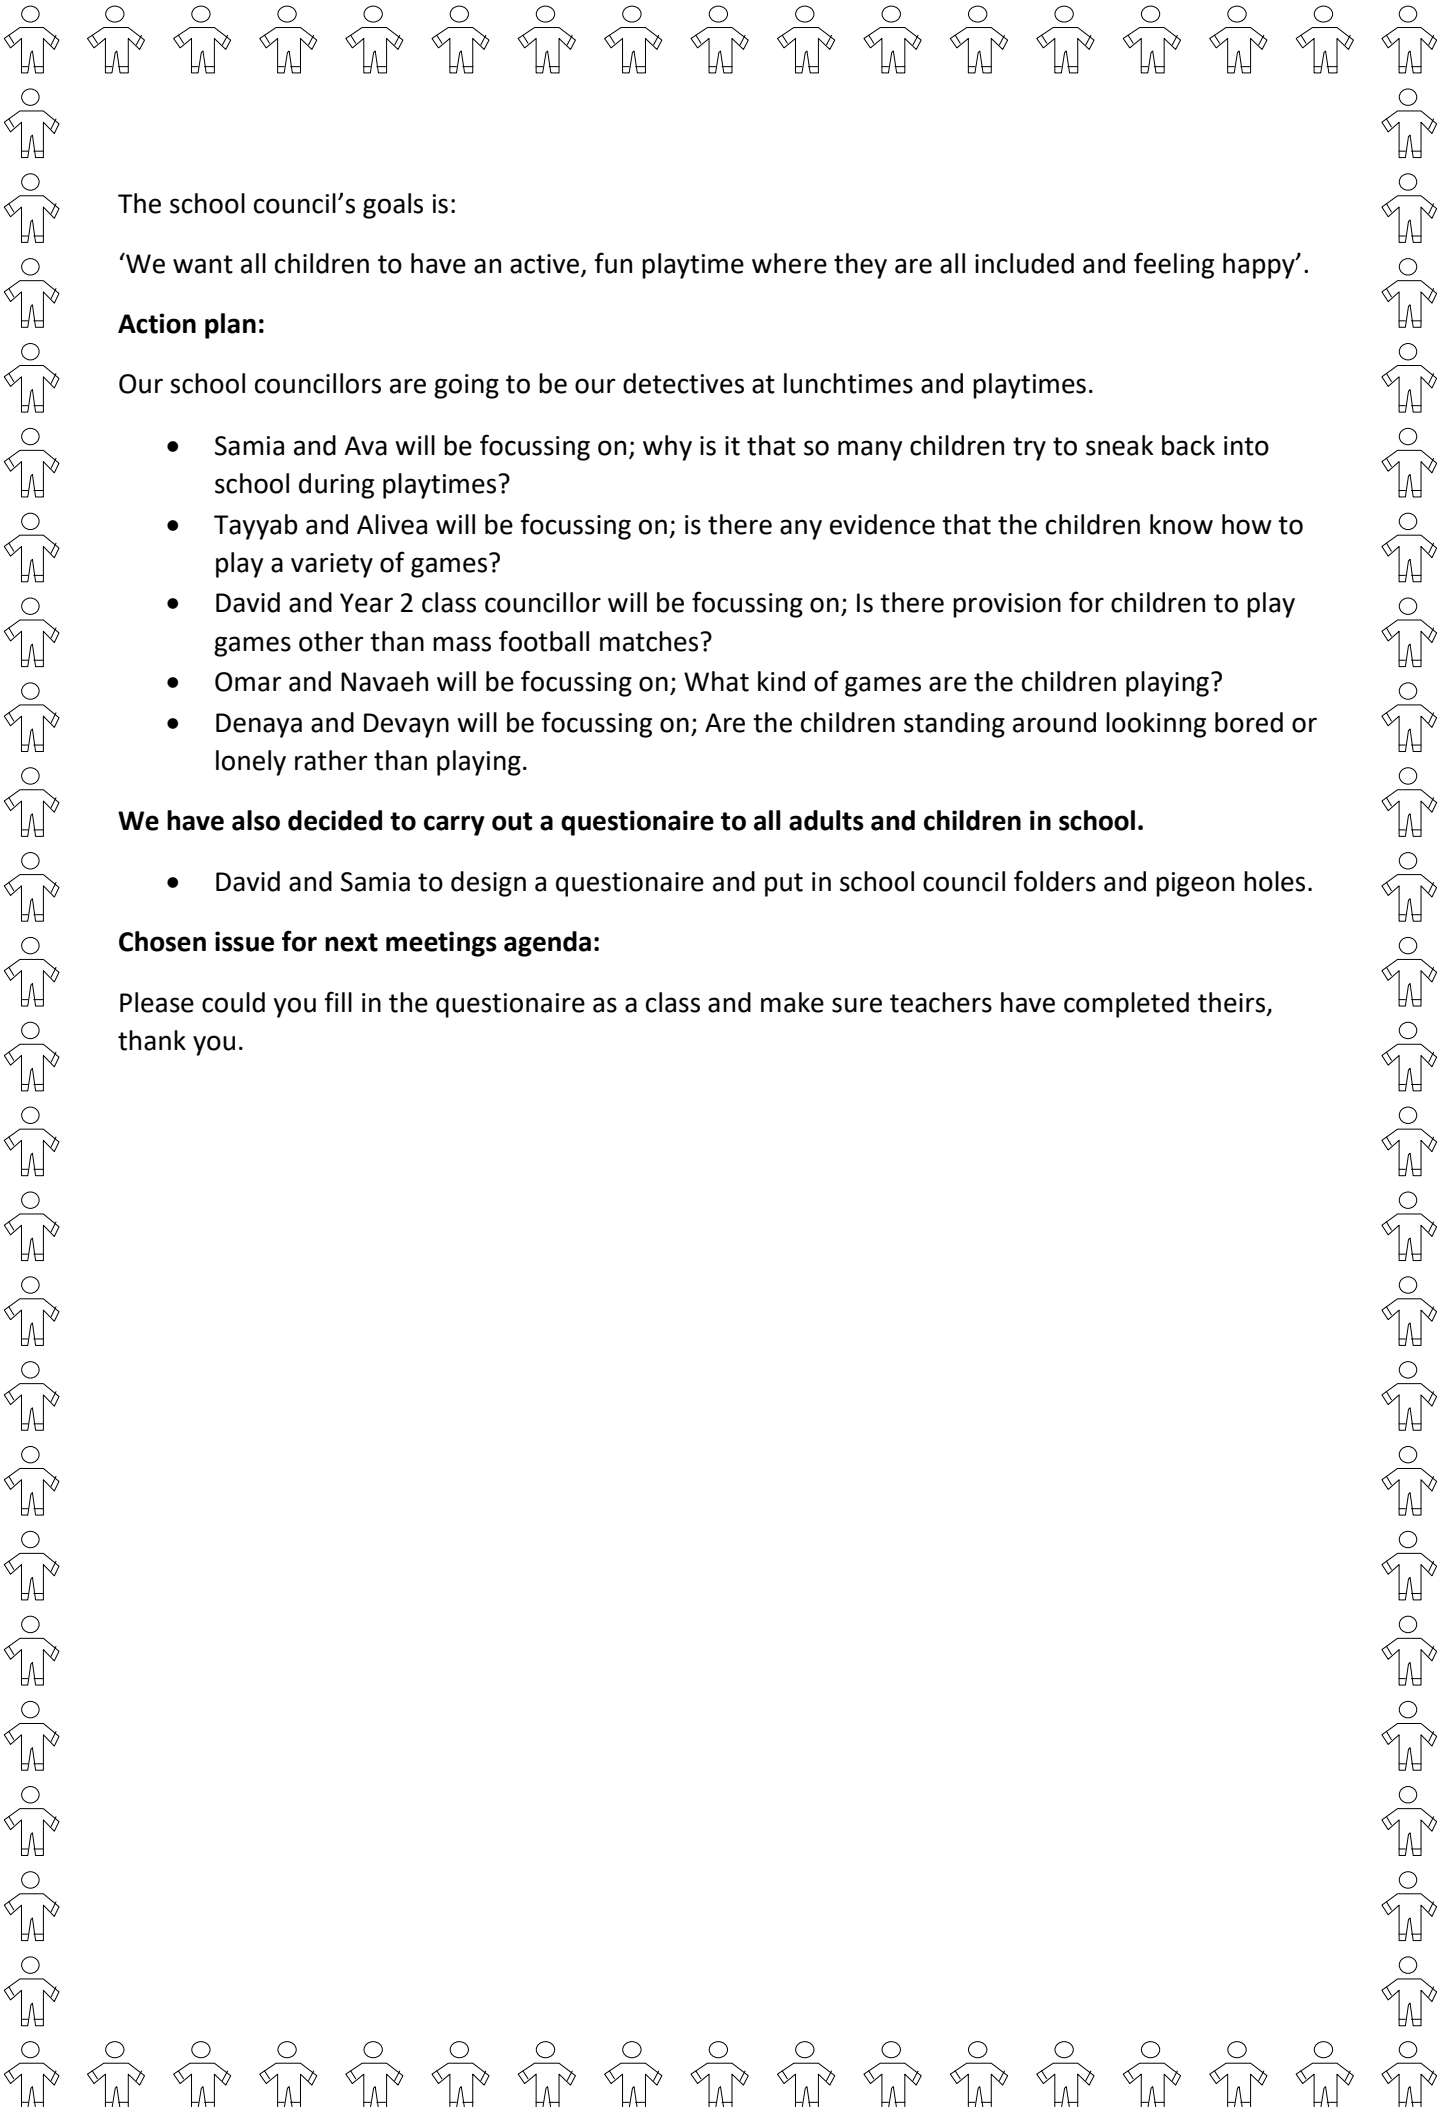 The school council’s goals is:
‘We want all children to have an active, fun playtime where they are all included and feeling happy’.
Action plan:
Our school councillors are going to be our detectives at lunchtimes and playtimes.
• Samia and Ava will be focussing on; why is it that so many children try to sneak back into
school during playtimes?
• Tayyab and Alivea will be focussing on; is there any evidence that the children know how to
play a variety of games?
• David and Year 2 class councillor will be focussing on; Is there provision for children to play
games other than mass football matches?
• Omar and Navaeh will be focussing on; What kind of games are the children playing?
• Denaya and Devayn will be focussing on; Are the children standing around lookinng bored or
lonely rather than playing.
We have also decided to carry out a questionaire to all adults and children in school.
• David and Samia to design a questionaire and put in school council folders and pigeon holes.
Chosen issue for next meetings agenda:
Please could you fill in the questionaire as a class and make sure teachers have completed theirs,
thank you.